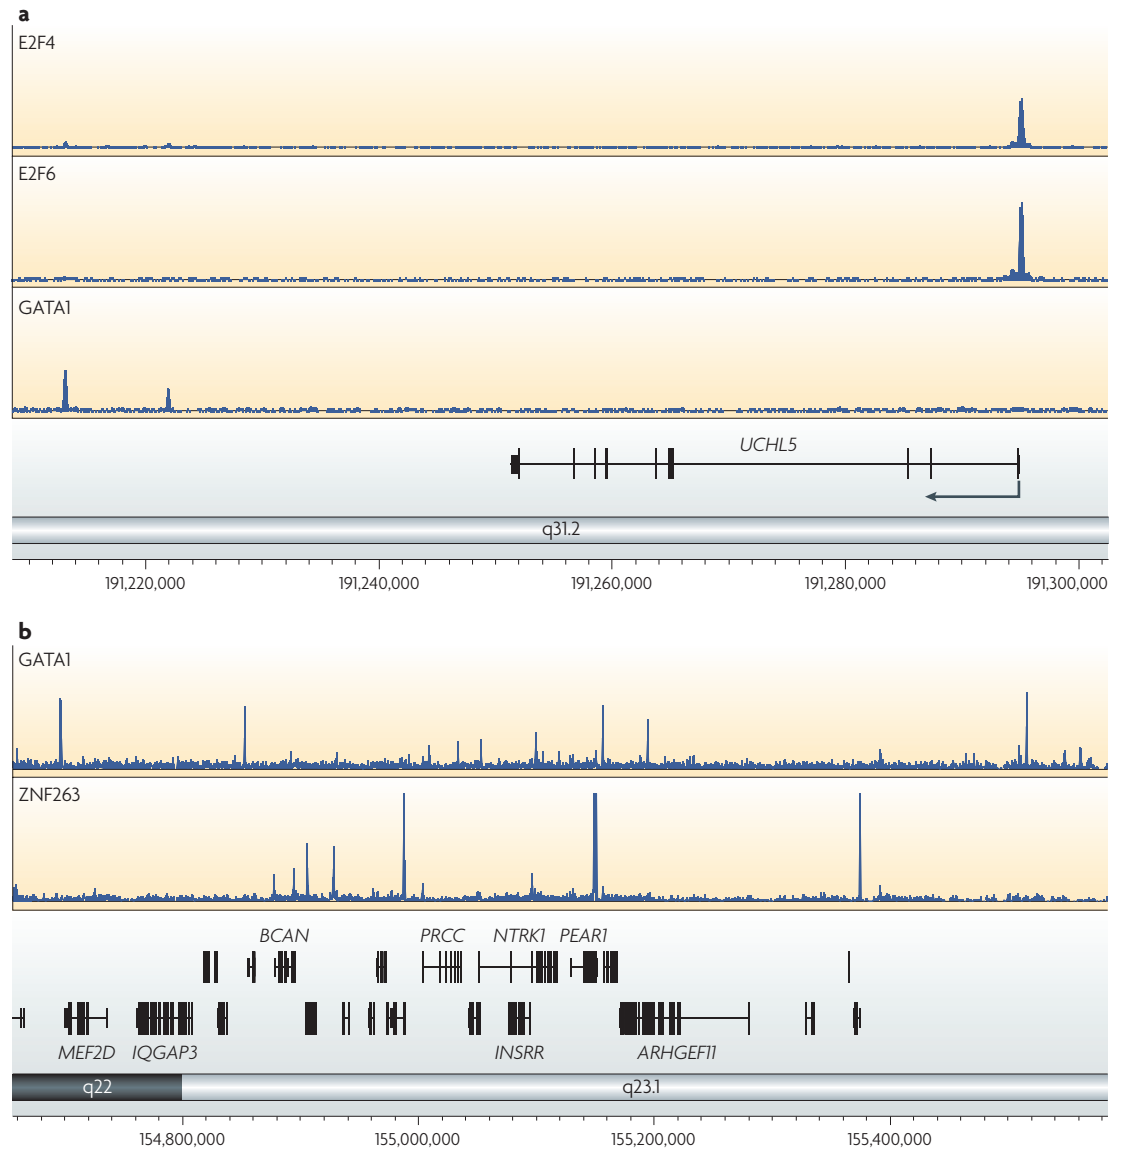 a
E2F4
E2F6
GATA1
UCHL5
q31.2
191,220,000 191,240,000 191,260,000 191,280,000 191,300,000
b
GATA1
ZNF263
BCAN PRCC NTRK1 PEAR1
MEF2D IQGAP3 INSRR ARHGEF11
q22 q23.1
154,800,000 155,000,000 155,200,000 155,400,000